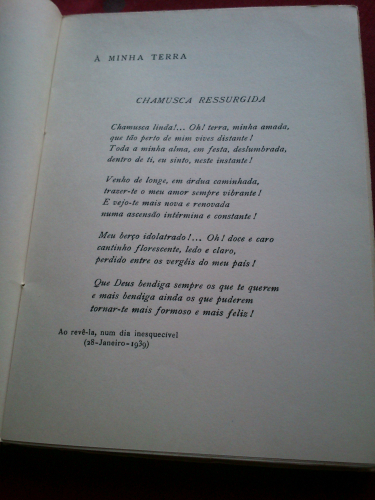 À MINHA TERRA
CHAMUSCA RESSURGIDA
Chamusca linda!... Oh! terra, minha amada,
que tão perto de mim vives distante!
Toda a minha alma, em festa, deslumbrada,
dentro de ti, eu sinto, neste instante!
Venho de longe, em árdua caminhada,
trazer-te o meu amor sempre vibrante!
E vejo-te mais nova e renovada
numa ascensão intérmina e constante!
Meu berço idolatrado!... Oh! doce e caro
cantinho florescente, ledo e claro,
perdido entre os vergéis do meu país!
Que Deus bendiga sempre os que te querem
e mais bendiga ainda os que puderem
tornar-te mais formoso e mais feliz!
Ao revê-la, num dia inesquecível
(28-Janeiro-1939)